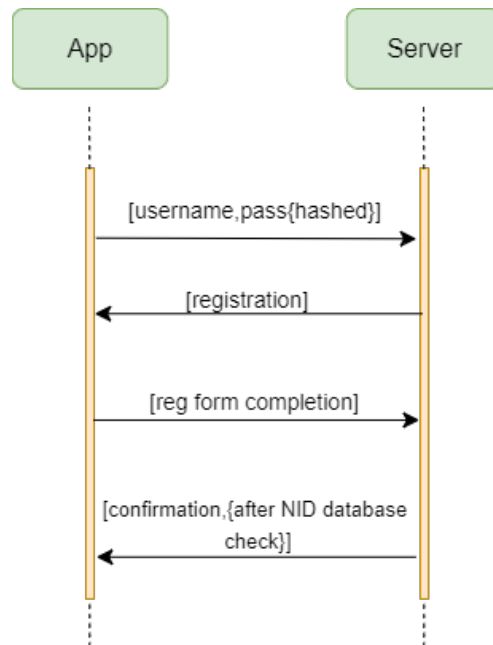 App
Server
[username,pass{hashed}]
[registration]
[reg form completion]
[confirmation,{after NID database
check}]